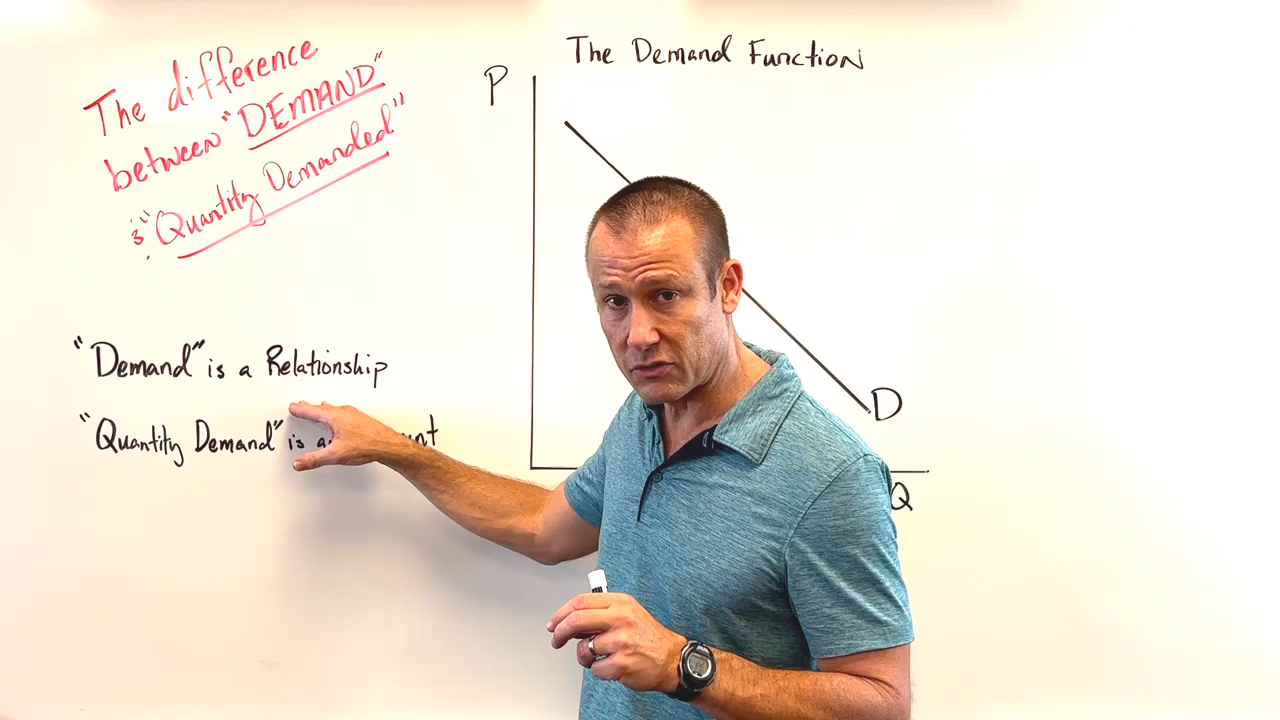 The difference
between "DEMAND"
& "Quantity Demanded"
"Demand" is a Relationship
"Quantity Demand" is
The Demand Function
P
D
Q